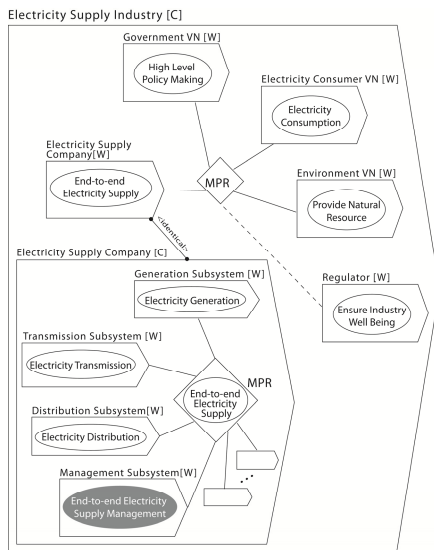 Electricity Supply Industry [C]
Government VN [W]
High Level
Policy Making
Electricity Consumer VN [W]
Electricity
Consumption
Electricity Supply
Company[W]
End-to-end
Electricity Supply
MPR
Environment VN [W]
Provide Natural
Resource
<identical>
Electricity Supply Company [C]
Generation Subsystem [W]
Electricity Generation
Regulator [W]
Ensure Industry
Well Being
Transmission Subsystem [W]
Electricity Transmission
MPR
End-to-end
Electricity
Supply
Distribution Subsystem[W]
Electricity Distribution
Management Subsystem[W]
End-to-end Electricity
Supply Management
...